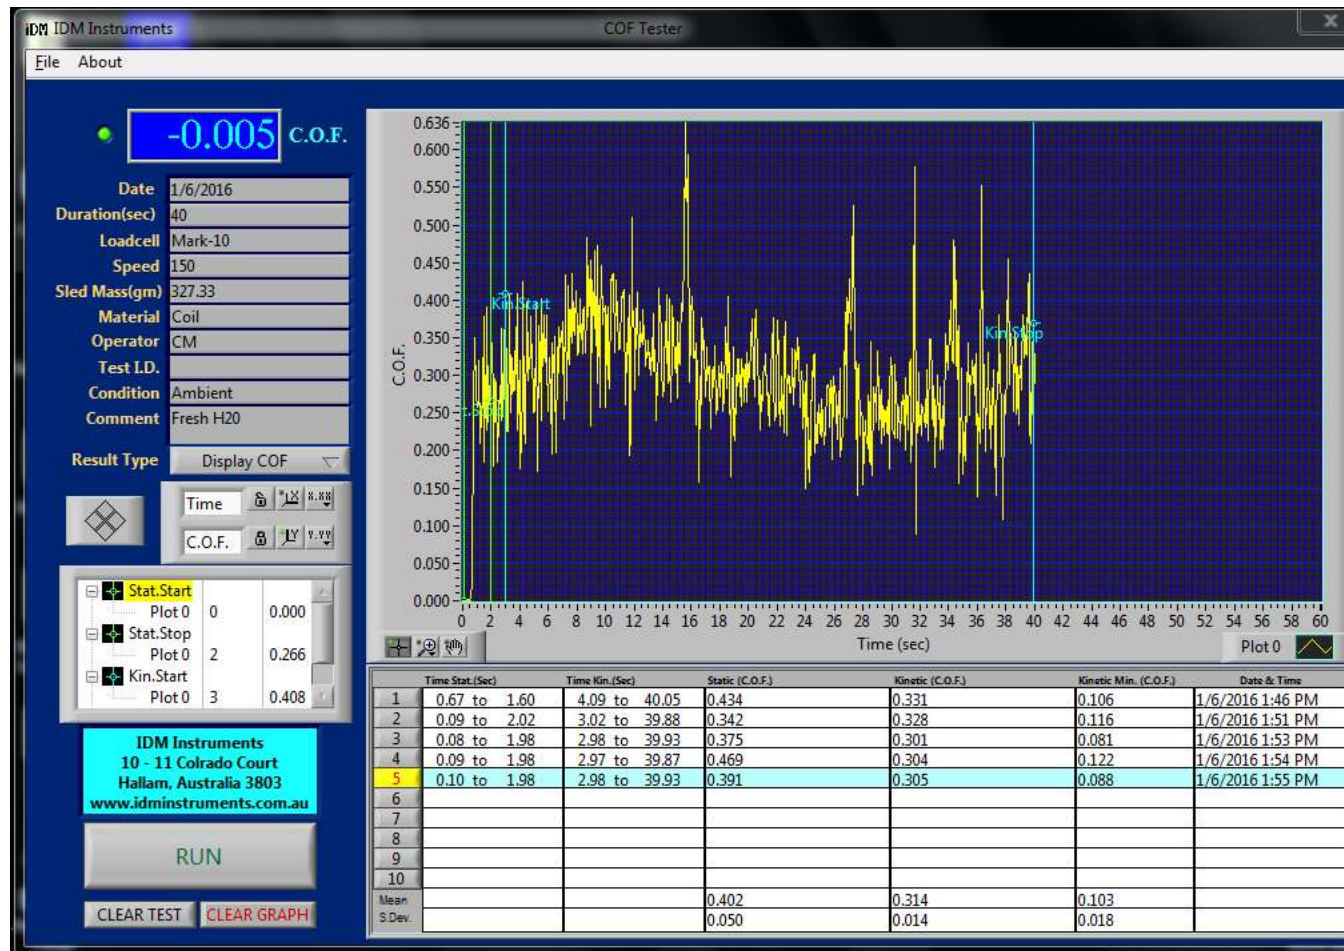 iDM IDM Instruments COF Tester
File About
-0.005 C.O.F.
Date 1/6/2016
Duration(sec) 40
Loadcell Mark-10
Speed 150
Sled Mass(gm) 327.33
Material Coil
Operator CM
Test I.D.
Condition Ambient
Comment Fresh H20
Result Type Display COF
Time
C.O.F.
Stat.Start
Plot 0 0 0.000
Stat.Stop
Plot 0 2 0.266
Kin.Start
Plot 0 3 0.408
IDM Instruments
10 - 11 Colrado Court
Hallam, Australia 3803
www.idminstruments.com.au
RUN
CLEAR TEST CLEAR GRAPH
0.636
0.600
0.550
0.500
0.450
0.400
0.350
0.300
0.250
0.200
0.150
0.100
0.050
0.000
C.O.F.
Kin.Start
Kin.Stop
0 2 4 6 8 10 12 14 16 18 20 22 24 26 28 30 32 34 36 38 40 42 44 46 48 50 52 54 56 58 60
Time (sec)
Plot 0
Time Stat.(Sec) Time Kin.(Sec) Static (C.O.F.) Kinetic (C.O.F.) Kinetic Min. (C.O.F.) Date & Time
1 0.67 to 1.60 4.09 to 40.05 0.434 0.331 0.106 1/6/2016 1:46 PM
2 0.09 to 2.02 3.02 to 39.88 0.342 0.328 0.116 1/6/2016 1:51 PM
3 0.08 to 1.98 2.98 to 39.93 0.375 0.301 0.081 1/6/2016 1:53 PM
4 0.09 to 1.98 2.97 to 39.87 0.469 0.304 0.122 1/6/2016 1:54 PM
5 0.10 to 1.98 2.98 to 39.93 0.391 0.305 0.088 1/6/2016 1:55 PM
6
7
8
9
10
Mean 0.402 0.314 0.103
S.Dev. 0.050 0.014 0.018